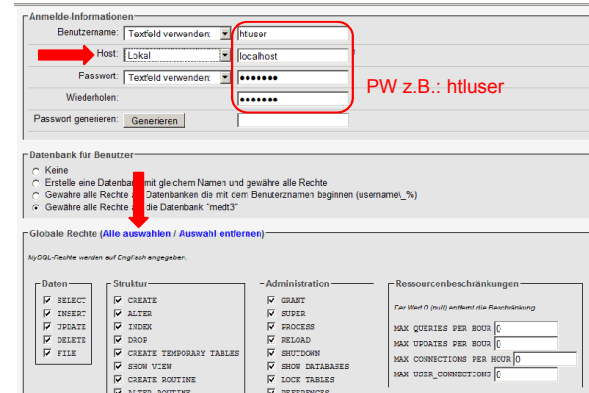 Anmelde-Informationen
Benutzername: Textfeld verwenden: htuser
Host: Lokal localhost
Passwort: Textfeld verwenden: •••••••
PW z.B.: htluser
Wiederholen: •••••••
Passwort generieren: Generieren
Datenbank für Benutzer
Keine
Erstelle eine Datenbank mit gleichem Namen und gewähre alle Rechte
Gewähre alle Rechte Datenbanken die mit dem Benutzernamen beginnen (username\_%)
Gewähre alle Rechte auf die Datenbank "medt3"
Globale Rechte (Alle auswählen / Auswahl entfernen)
MySQL-Rechte werden auf Englisch angegeben.
Daten
SELECT
INSERT
UPDATE
DELETE
FILE
Struktur
CREATE
ALTER
INDEX
DROP
CREATE TEMPORARY TABLES
SHOW VIEW
CREATE ROUTINE
ALTER ROUTINE
Administration
GRANT
SUPER
PROCESS
RELOAD
SHUTDOWN
SHOW DATABASES
LOCK TABLES
REFERENCES
Ressourcenbeschränkungen
Der Wert 0 (null) entfernt die Beschränkung.
MAX QUERIES PER HOUR 0
MAX UPDATES PER HOUR 0
MAX CONNECTIONS PER HOUR 0
MAX USER_CONNECTIONS 0